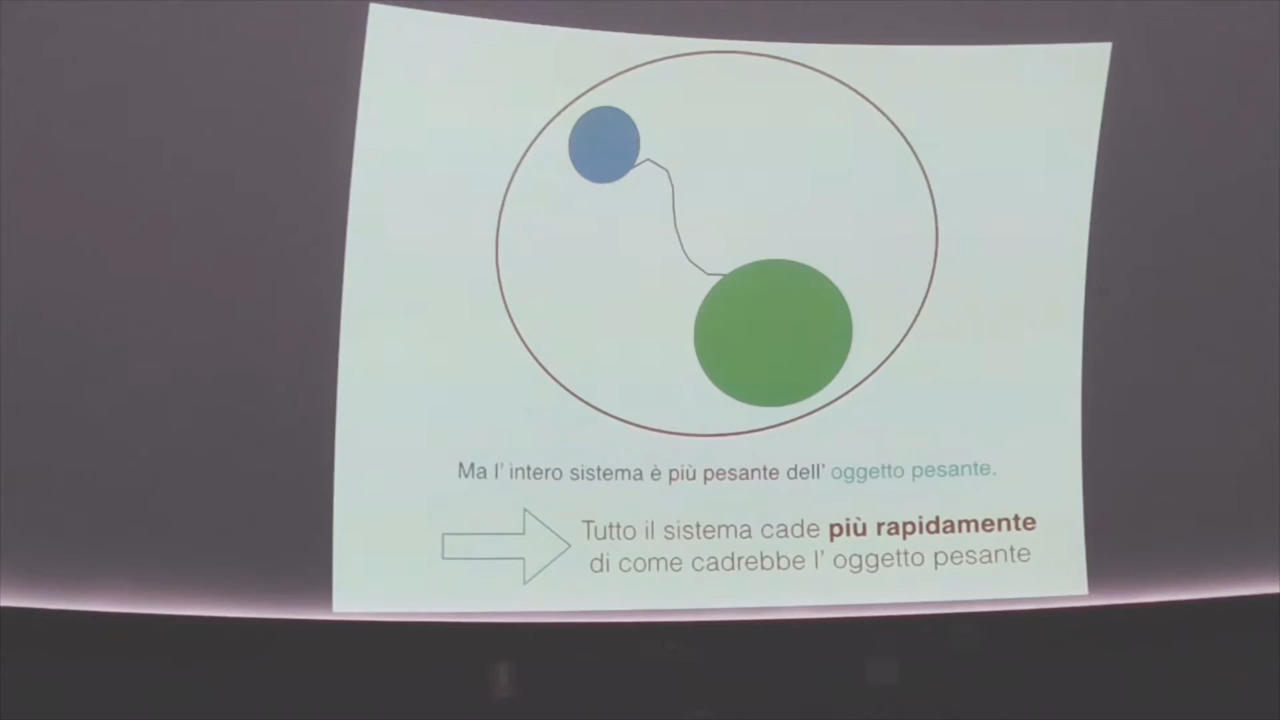 Ma l' intero sistema è più pesante dell' oggetto pesante.
Tutto il sistema cade più rapidamente
di come cadrebbe l' oggetto pesante